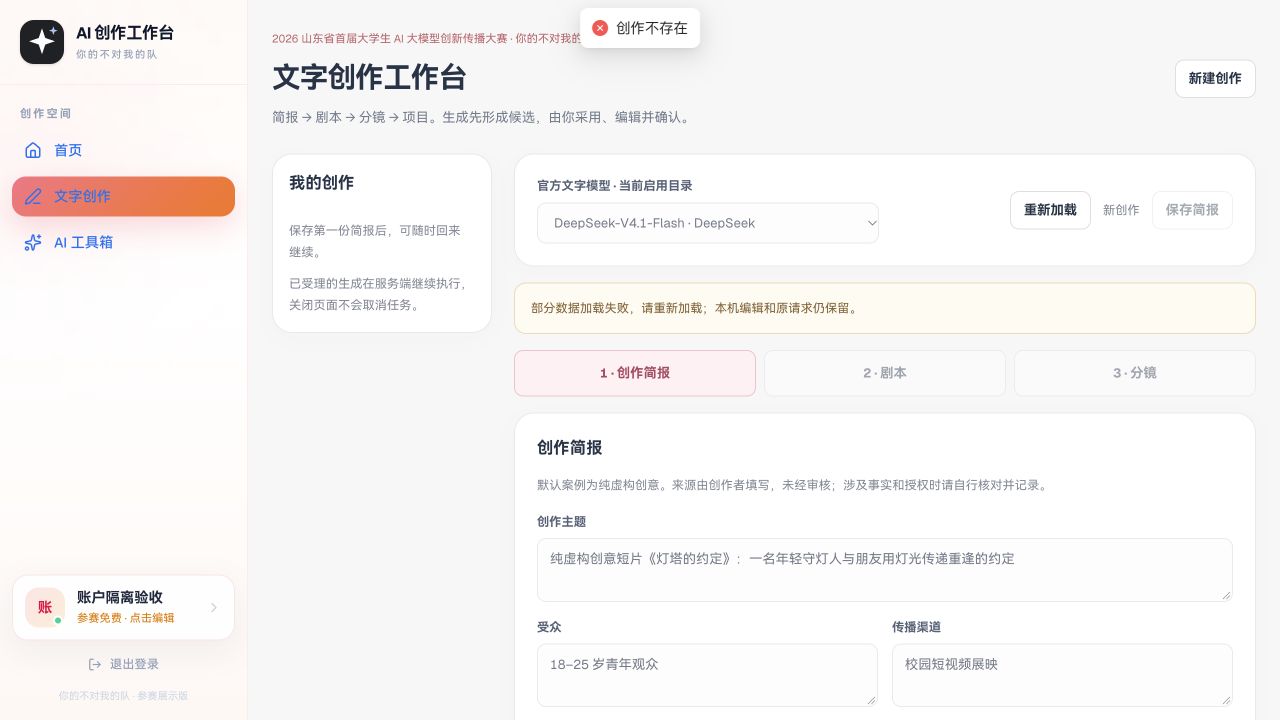 AI 创作工作台
你的不对我的队
创作空间
首页
文字创作
AI 工具箱
账
账户隔离验收
参赛免费 · 点击编辑
退出登录
你的不对我的队 · 参赛展示版
创作不存在
2026 山东省首届大学生 AI 大模型创新传播大赛 · 你的不对我的
文字创作工作台
新建创作
简报 → 剧本 → 分镜 → 项目。生成先形成候选，由你采用、编辑并确认。
我的创作
保存第一份简报后，可随时回来
继续。
已受理的生成在服务端继续执行，
关闭页面不会取消任务。
官方文字模型 · 当前启用目录
DeepSeek-V4.1-Flash · DeepSeek
重新加载
新创作
保存简报
部分数据加载失败，请重新加载；本机编辑和原请求仍保留。
1 · 创作简报
2 · 剧本
3 · 分镜
创作简报
默认案例为纯虚构创意。来源由创作者填写，未经审核；涉及事实和授权时请自行核对并记录。
创作主题
纯虚构创意短片《灯塔的约定》：一名年轻守灯人与朋友用灯光传递重逢的约定
受众
传播渠道
18–25 岁青年观众
校园短视频展映